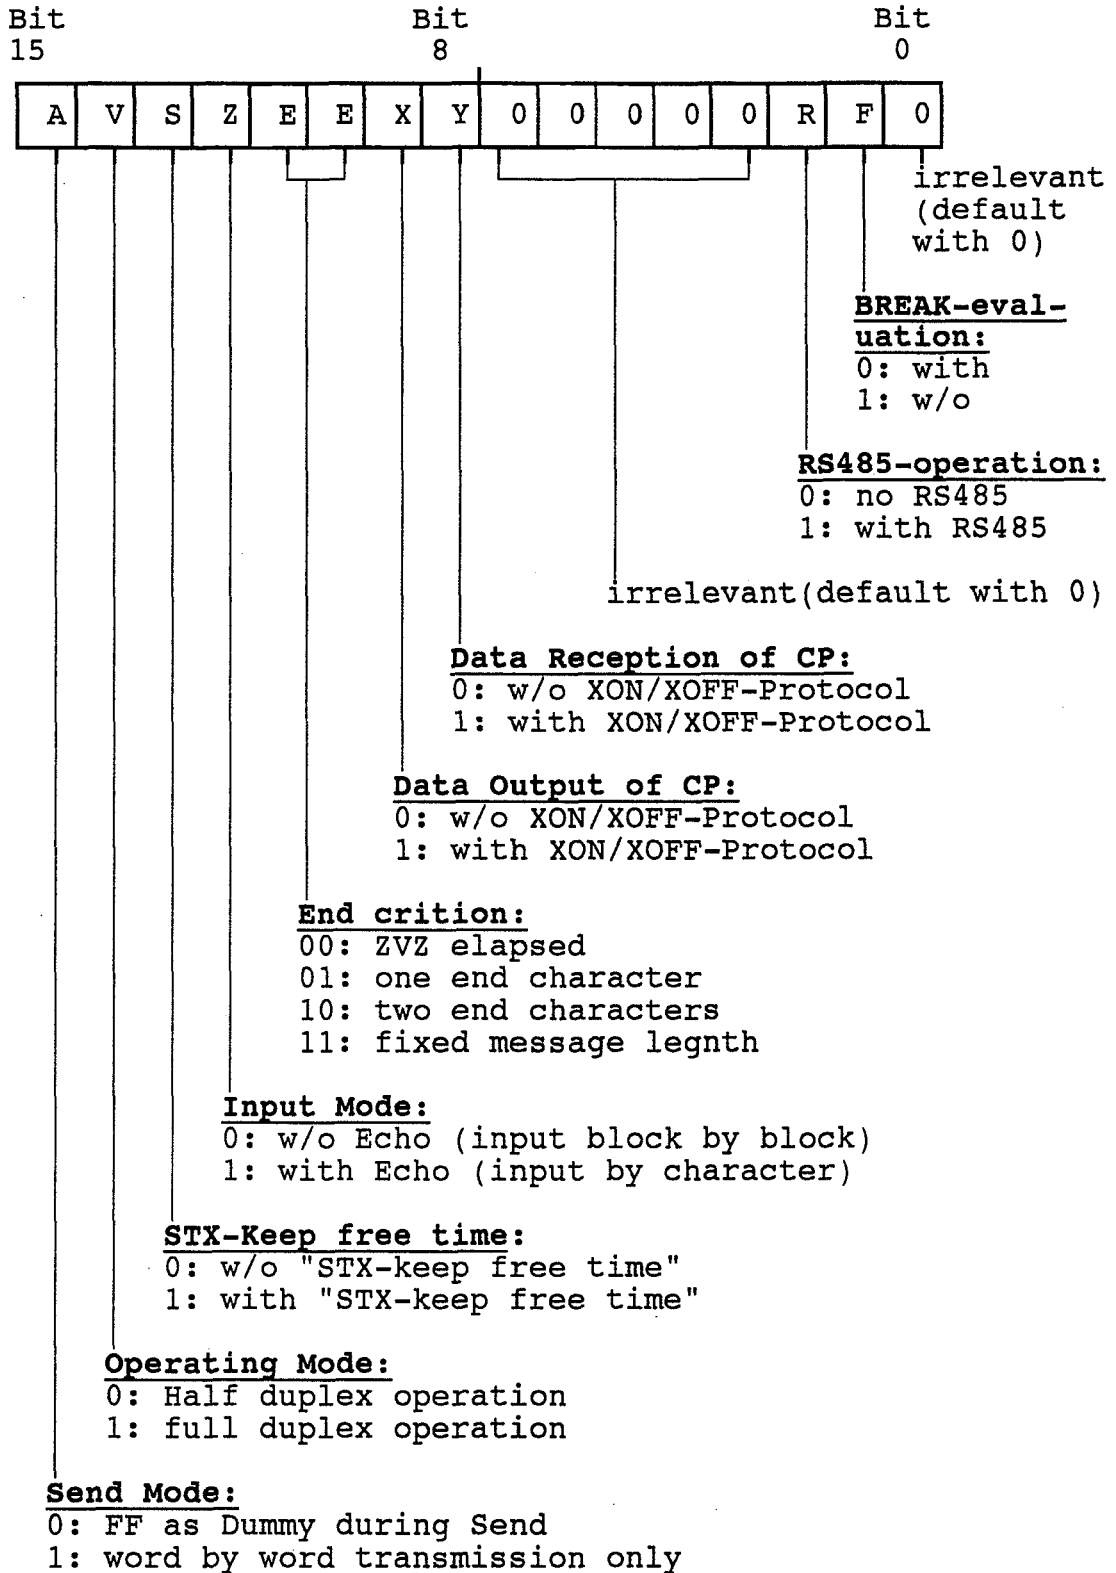 Bit Bit Bit
15 8 0
A V S Z E E X Y 0 0 0 0 0 R F 0
irrelevant
(default
with 0)
BREAK-eval-
uation:
0: with
1: w/o
RS485-operation:
0: no RS485
1: with RS485
irrelevant(default with 0)
Data Reception of CP:
0: w/o XON/XOFF-Protocol
1: with XON/XOFF-Protocol
Data Output of CP:
0: w/o XON/XOFF-Protocol
1: with XON/XOFF-Protocol
End crition:
00: ZVZ elapsed
01: one end character
10: two end characters
11: fixed message legnth
Input Mode:
0: w/o Echo (input block by block)
1: with Echo (input by character)
STX-Keep free time:
0: w/o "STX-keep free time"
1: with "STX-keep free time"
Operating Mode:
0: Half duplex operation
1: full duplex operation
Send Mode:
0: FF as Dummy during Send
1: word by word transmission only